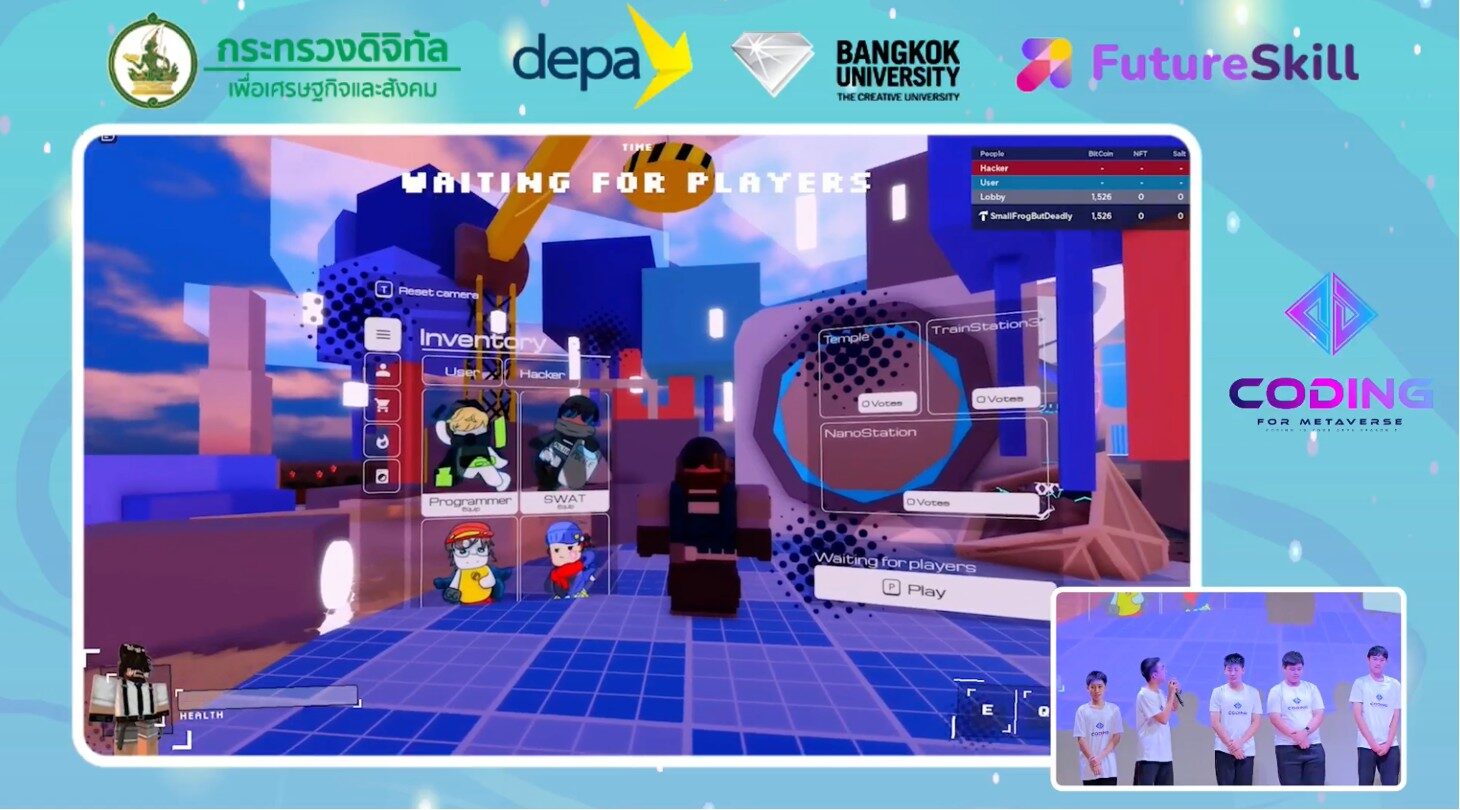 กระทรวงดิจิทัล
เพื่อเศรษฐกิจและสังคม
depa
BANGKOK
UNIVERSITY
THE CREATIVE UNIVERSITY
FutureSkill
TIME
WAITING FOR PLAYERS
People BitCoin NFT Salt
Hacker - - -
User - - -
Lobby 1,526 0 0
SmallFrogButDeadly 1,526 0 0
T Reset camera
Inventory
User Hacker
Programmer
Equip
SWAT
Equip
Temple
0 Votes
TrainStation3
0 Votes
NanoStation
0 Votes
Waiting for players
P Play
HEALTH
E Q
CODING
FOR METAVERSE
CODING
CODING
CODING
CODING